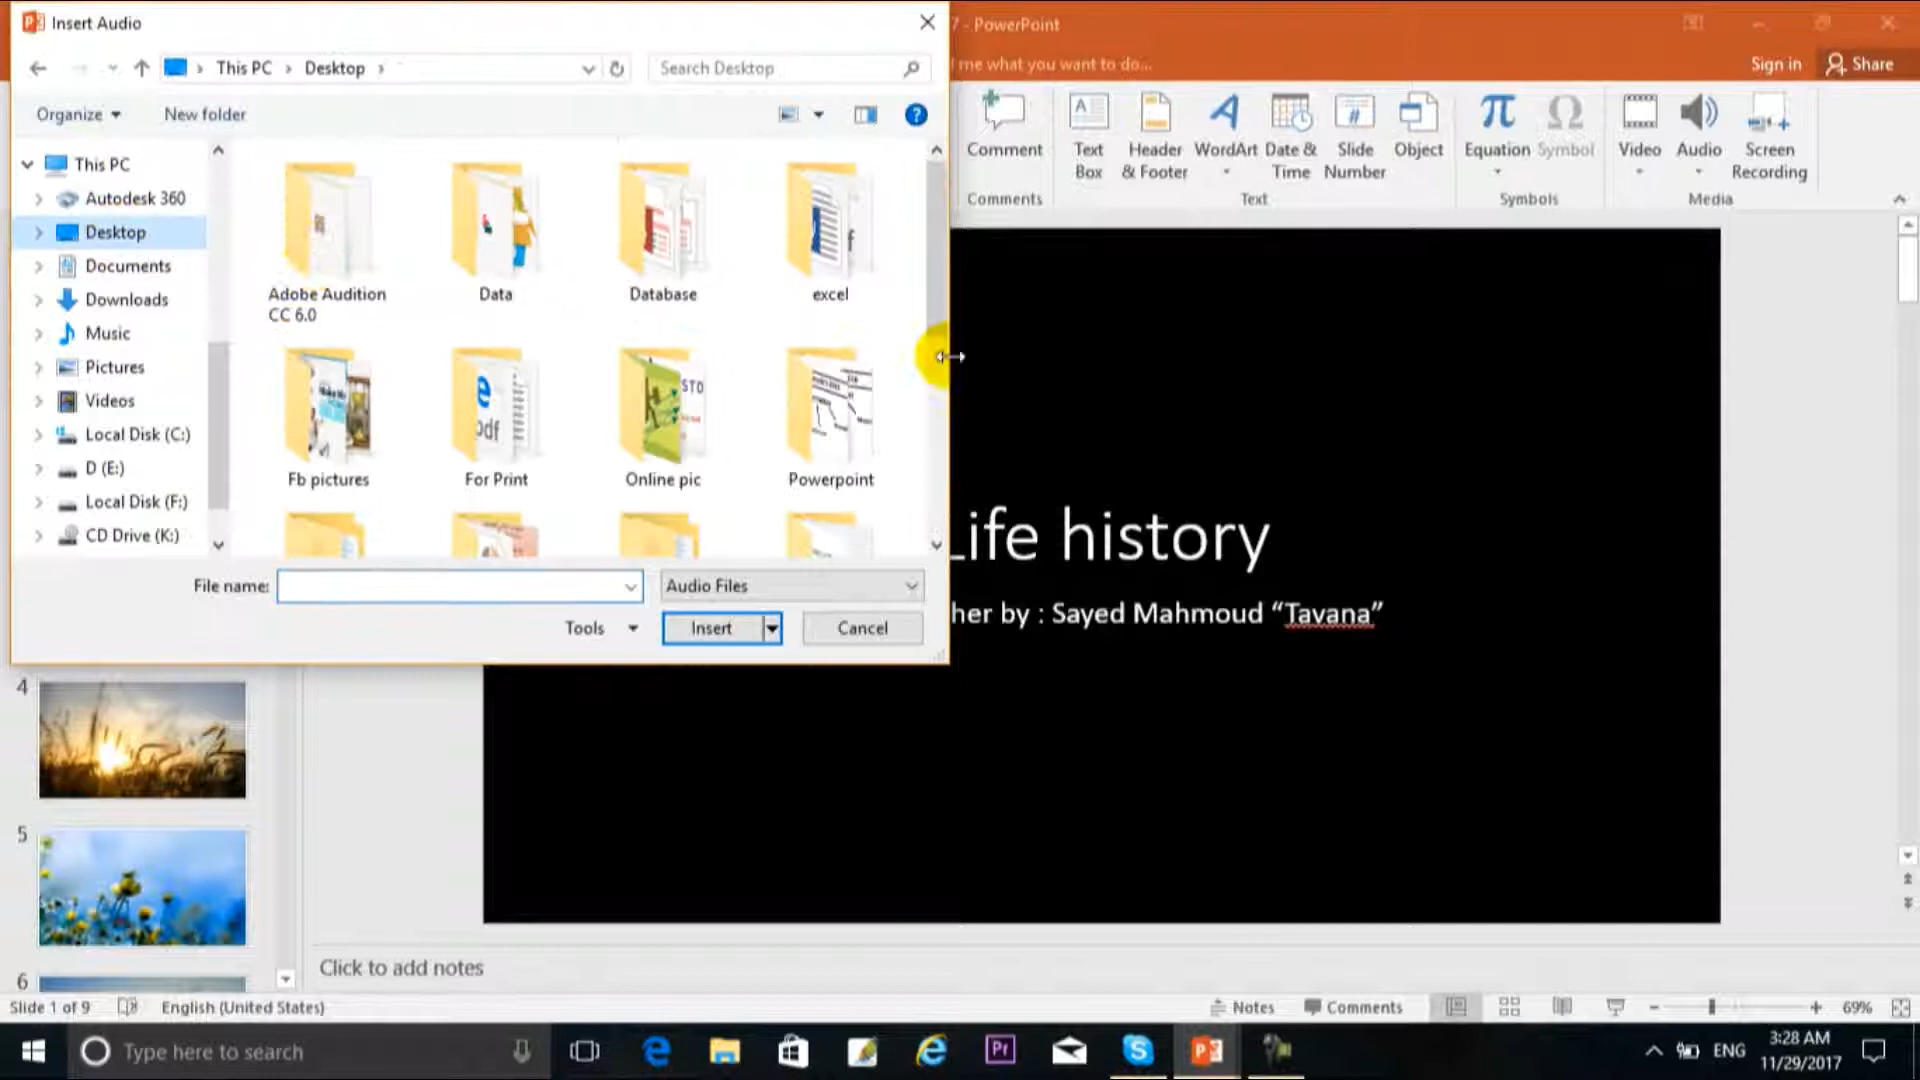 Insert Audio
7 - PowerPoint
This PC > Desktop >
Search Desktop
me what you want to do...
Sign in
Share
Organize
New folder
Comment
Text Box
Header & Footer
WordArt
Date & Time
Slide Number
Object
Equation
Symbol
Video
Audio
Screen Recording
Comments
Text
Symbols
Media
This PC
Autodesk 360
Desktop
Documents
Downloads
Music
Pictures
Videos
Local Disk (C:)
D (E:)
Local Disk (F:)
CD Drive (K:)
Adobe Audition CC 6.0
Data
Database
excel
Fb pictures
For Print
Online pic
Powerpoint
File name:
Audio Files
Tools
Insert
Cancel
Life history
her by : Sayed Mahmoud “Tavana”
4
5
6
Click to add notes
Slide 1 of 9
English (United States)
Notes
Comments
69%
Type here to search
Pr
ENG
3:28 AM
11/29/2017